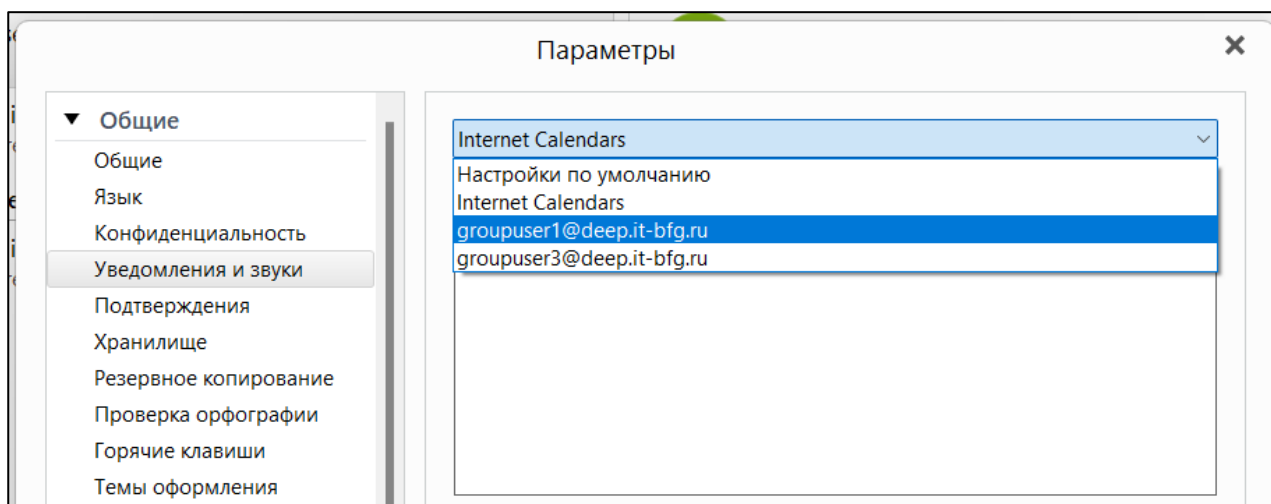 Параметры
Общие
Общие
Язык
Конфиденциальность
Уведомления и звуки
Подтверждения
Хранилище
Резервное копирование
Проверка орфографии
Горячие клавиши
Темы оформления
Internet Calendars
Настройки по умолчанию
Internet Calendars
groupuser1@deep.it-bfg.ru
groupuser3@deep.it-bfg.ru